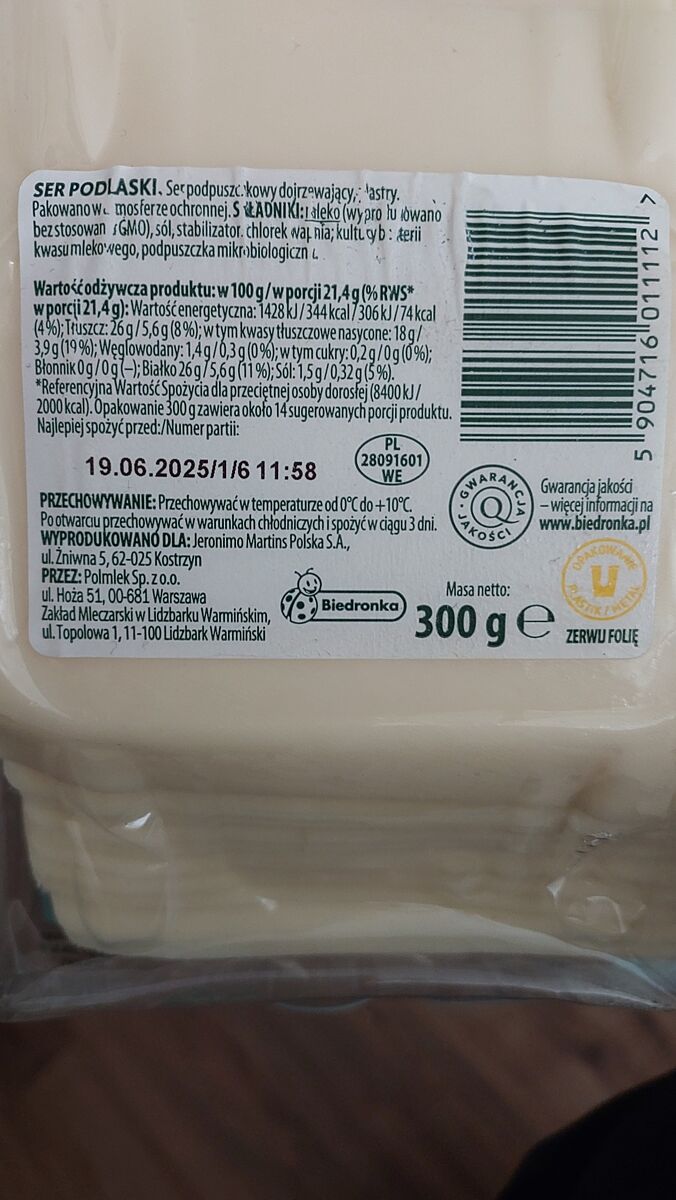 SER PODLASKI. Ser podpuszczkowy dojrzewający, plastry.
Pakowano w atmosferze ochronnej. SKŁADNIKI: mleko (wyprodukowano
bez stosowania GMO), sól, stabilizator: chlorek wapnia; kultury bakterii
kwasu mlekowego, podpuszczka mikrobiologiczna.
Wartość odżywcza produktu: w 100 g / w porcji 21,4 g (% RWS*
w porcji 21,4 g): Wartość energetyczna: 1428 kJ / 344 kcal / 306 kJ / 74 kcal
(4%); Tłuszcz: 26 g / 5,6 g (8%); w tym kwasy tłuszczowe nasycone: 18 g /
3,9 g (19%); Węglowodany: 1,4 g / 0,3 g (0%); w tym cukry: 0,2 g / 0 g (0%);
Błonnik 0 g / 0 g (–); Białko 26 g / 5,6 g (11%); Sól: 1,5 g / 0,32 g (5%).
*Referencyjna Wartość Spożycia dla przeciętnej osoby dorosłej (8400 kJ /
2000 kcal). Opakowanie 300 g zawiera około 14 sugerowanych porcji produktu.
Najlepiej spożyć przed:/Numer partii:
19.06.2025/1/6 11:58
PL
28091601
WE
5 904716 011112 >
PRZECHOWYWANIE: Przechowywać w temperaturze od 0°C do +10°C.
Po otwarciu przechowywać w warunkach chłodniczych i spożyć w ciągu 3 dni.
WYPRODUKOWANO DLA: Jeronimo Martins Polska S.A.,
ul. Żniwna 5, 62-025 Kostrzyn
PRZEZ: Polmlek Sp. z o.o.
ul. Hoża 51, 00-681 Warszawa
Zakład Mleczarski w Lidzbarku Warmińskim,
ul. Topolowa 1, 11-100 Lidzbark Warmiński
GWARANCJA
Q
JAKOŚCI
Gwarancja jakości
– więcej informacji na
www.biedronka.pl
Biedronka
Masa netto:
300 g e
OPAKOWANIE
PLASTIK / METAL
ZERWIJ FOLIĘ